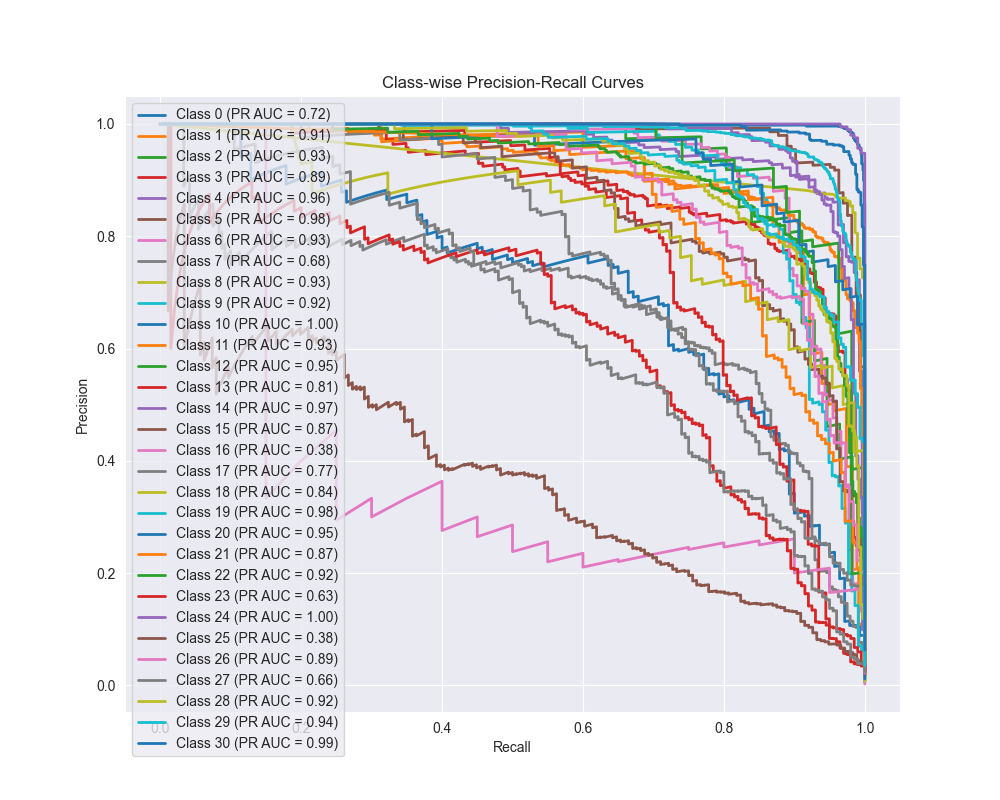 Class-wise Precision-Recall Curves
Precision
1.0
0.8
0.6
0.4
0.2
0.0
Class 0 (PR AUC = 0.72)
Class 1 (PR AUC = 0.91)
Class 2 (PR AUC = 0.93)
Class 3 (PR AUC = 0.89)
Class 4 (PR AUC = 0.96)
Class 5 (PR AUC = 0.98)
Class 6 (PR AUC = 0.93)
Class 7 (PR AUC = 0.68)
Class 8 (PR AUC = 0.93)
Class 9 (PR AUC = 0.92)
Class 10 (PR AUC = 1.00)
Class 11 (PR AUC = 0.93)
Class 12 (PR AUC = 0.95)
Class 13 (PR AUC = 0.81)
Class 14 (PR AUC = 0.97)
Class 15 (PR AUC = 0.87)
Class 16 (PR AUC = 0.38)
Class 17 (PR AUC = 0.77)
Class 18 (PR AUC = 0.84)
Class 19 (PR AUC = 0.98)
Class 20 (PR AUC = 0.95)
Class 21 (PR AUC = 0.87)
Class 22 (PR AUC = 0.92)
Class 23 (PR AUC = 0.63)
Class 24 (PR AUC = 1.00)
Class 25 (PR AUC = 0.38)
Class 26 (PR AUC = 0.89)
Class 27 (PR AUC = 0.66)
Class 28 (PR AUC = 0.92)
Class 29 (PR AUC = 0.94)
Class 30 (PR AUC = 0.99)
0.0 0.2 0.4 0.6 0.8 1.0
Recall